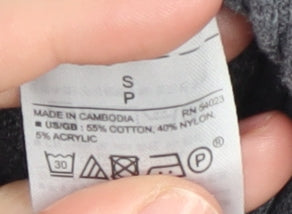 S
P
MADE IN CAMBODIA RN 54023
■ US/GB : 55% COTTON, 40% NYLON,
5% ACRYLIC
30 P ®